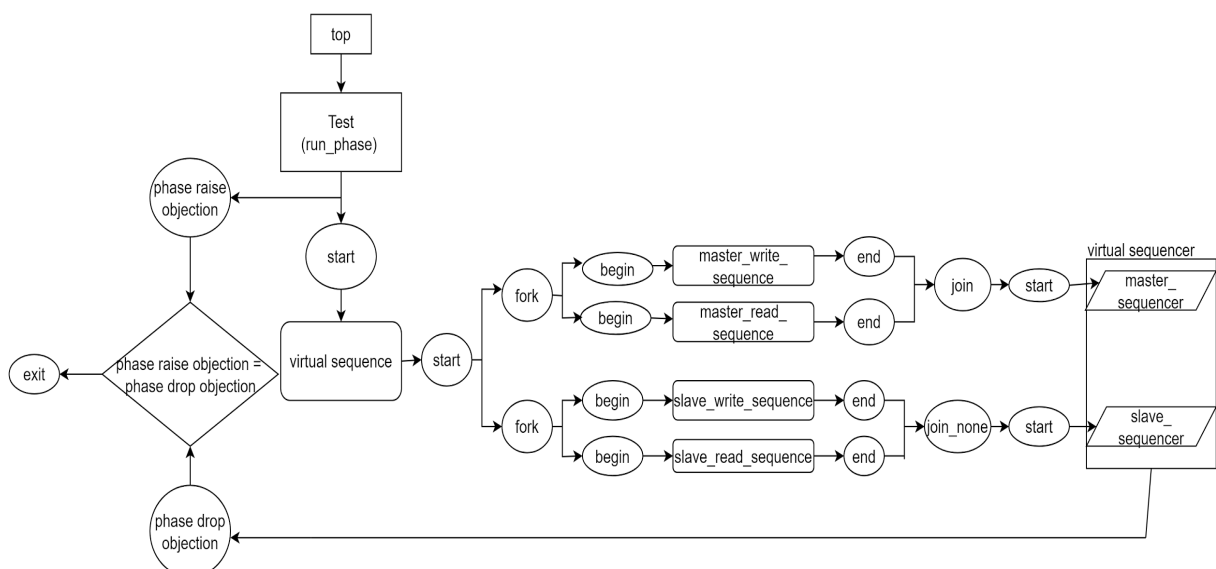 top
Test
(run_phase)
phase raise
objection
start
virtual sequence
phase raise objection =
phase drop objection
exit
phase drop
objection
start
fork
begin
master_write_
sequence
end
begin
master_read_
sequence
end
join
start
virtual sequencer
master_
sequencer
fork
begin
slave_write_sequence
end
begin
slave_read_sequence
end
join_none
start
slave_
sequencer